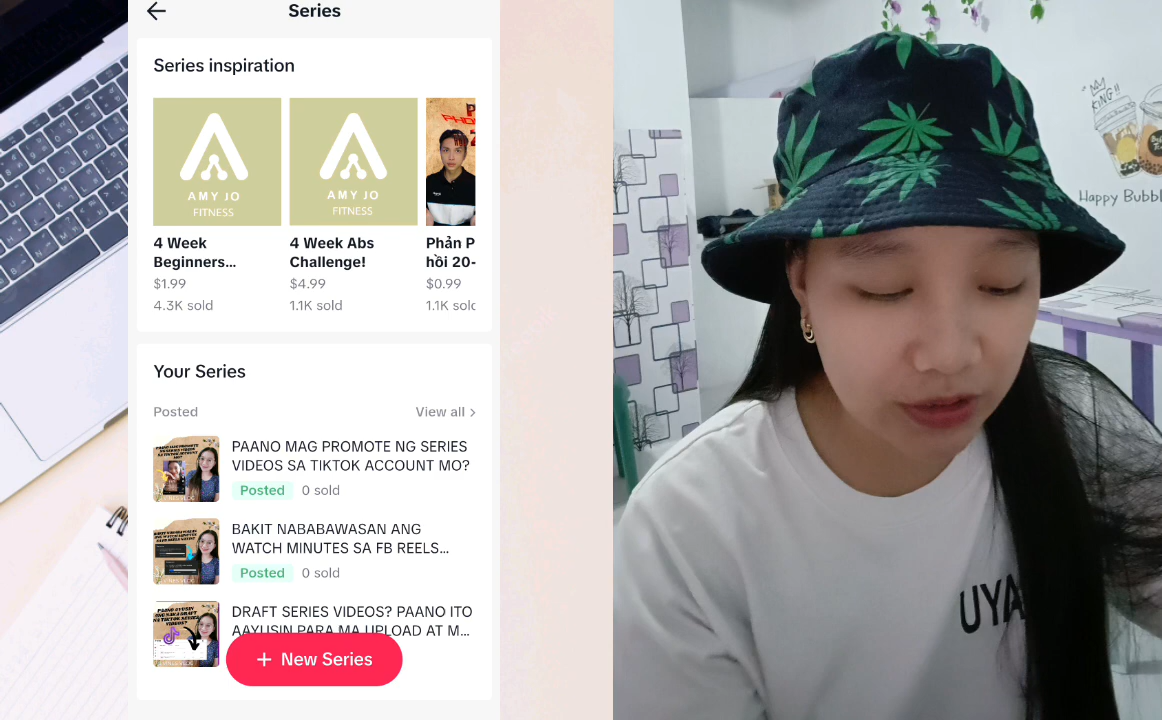 Series
Series inspiration
AMY JO
FITNESS
AMY JO
FITNESS
4 Week
Beginners...
$1.99
4.3K sold
4 Week Abs
Challenge!
$4.99
1.1K sold
Phản P
hồi 20-
$0.99
1.1K sold
Your Series
Posted
View all
PAANO MAG PROMOTE NG SERIES
VIDEOS SA TIKTOK ACCOUNT MO?
Posted 0 sold
BAKIT NABABAWASAN ANG
WATCH MINUTES SA FB REELS...
Posted 0 sold
DRAFT SERIES VIDEOS? PAANO ITO
AAYUSIN PARA MA UPLOAD AT M...
+ New Series
KING!!
Happy Bubbl
UYA